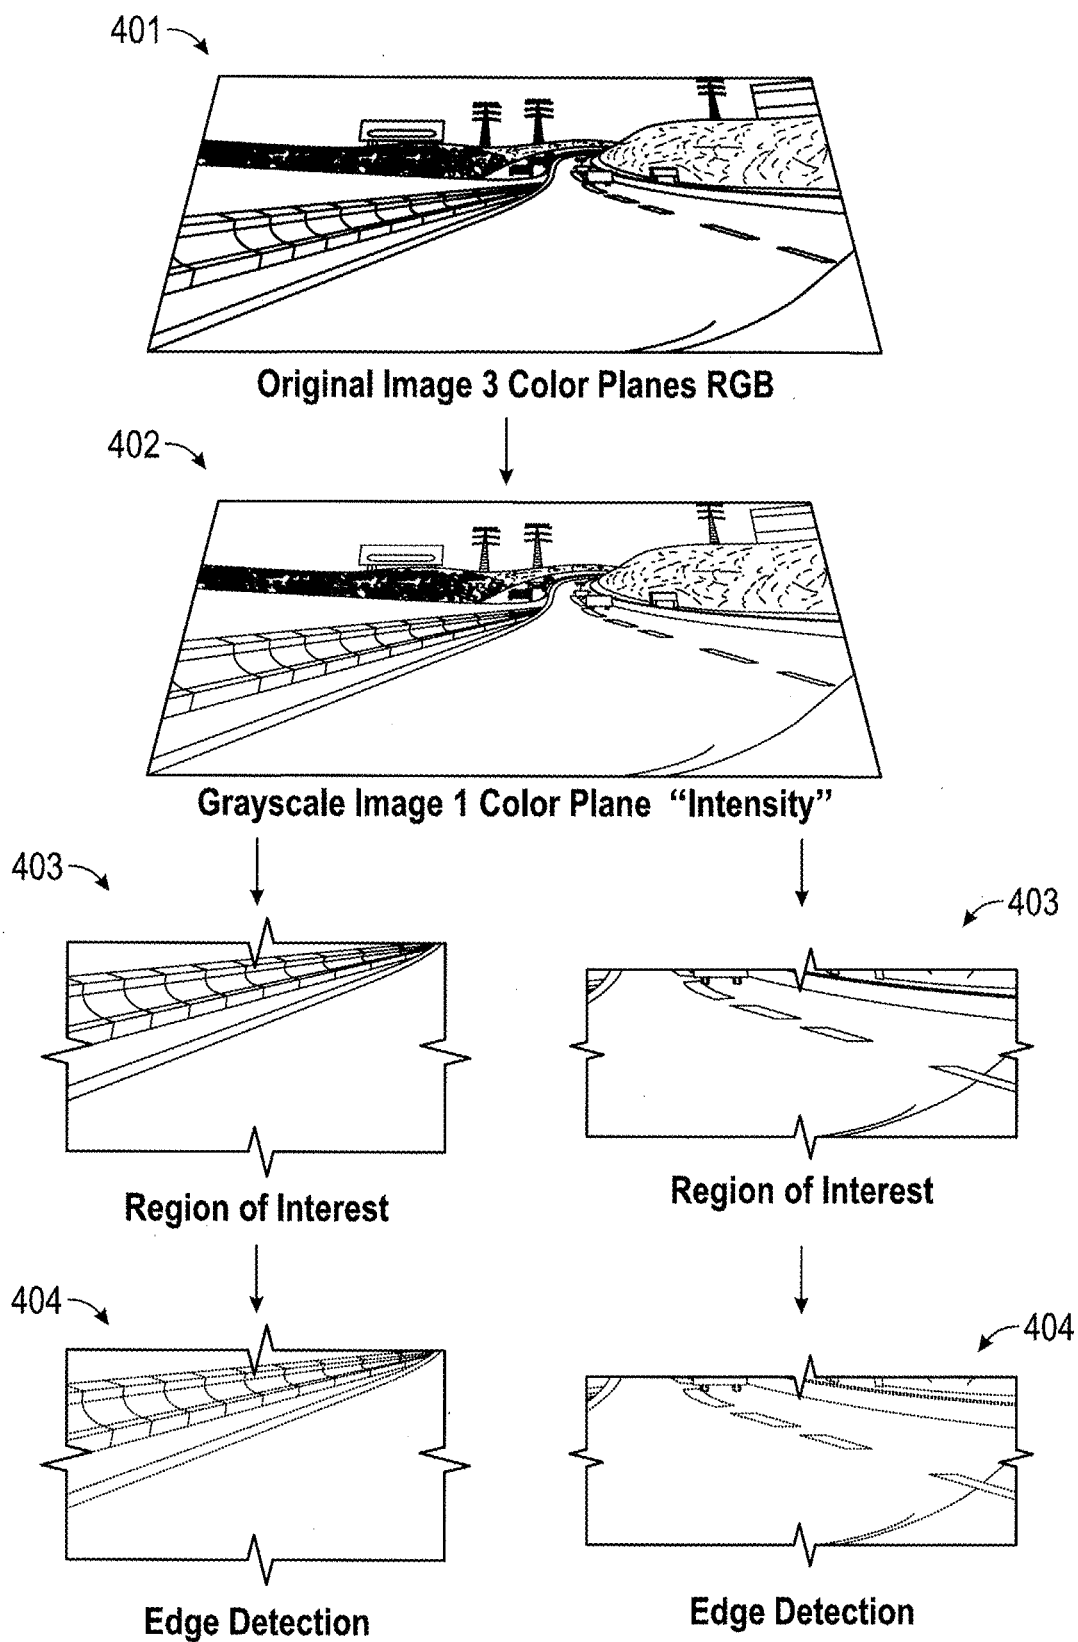 401
Original Image 3 Color Planes RGB
402
Grayscale Image 1 Color Plane “Intensity”
403
403
Region of Interest
Region of Interest
404
404
Edge Detection
Edge Detection